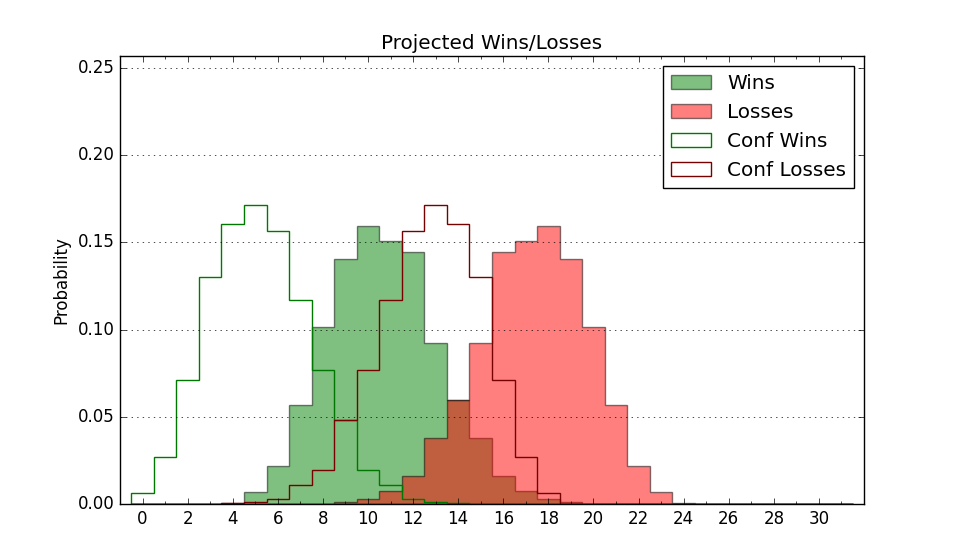 Projected Wins/Losses
0.25
0.20
0.15
0.10
0.05
0.00
Probability
Wins
Losses
Conf Wins
Conf Losses
0 2 4 6 8 10 12 14 16 18 20 22 24 26 28 30